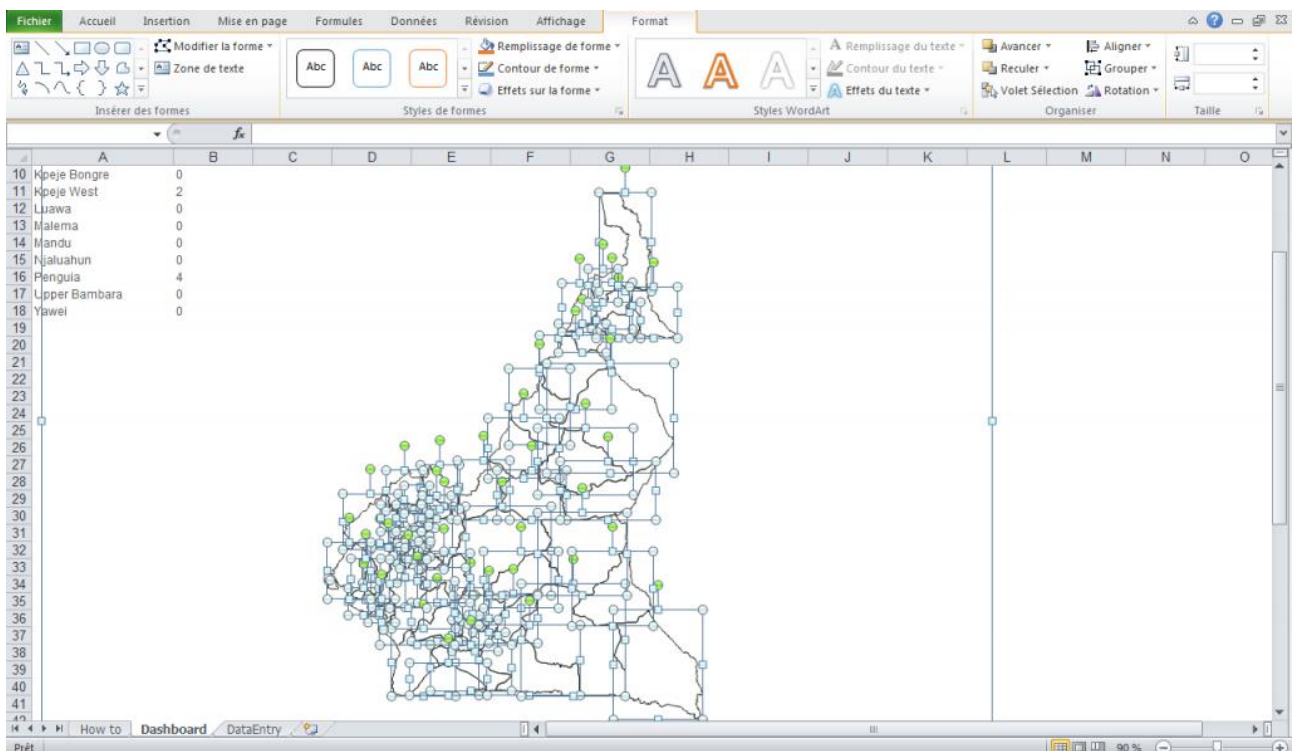 Fichier Accueil Insertion Mise en page Formules Données Révision Affichage Format
Modifier la forme
Zone de texte
Insérer des formes
Abc Abc Abc
Remplissage de forme
Contour de forme
Effets sur la forme
Styles de formes
A A A
Remplissage du texte
Contour du texte
Effets du texte
Styles WordArt
Avancer
Reculer
Volet Sélection
Aligner
Grouper
Rotation
Organiser
Taille
fx
A B C D E F G H I J K L M N O
10 Kpeje Bongre 0
11 Kpeje West 2
12 Luawa 0
13 Malema 0
14 Mandu 0
15 Njaluahun 0
16 Penguia 4
17 Upper Bambara 0
18 Yawei 0
19
20
21
22
23
24
25
26
27
28
29
30
31
32
33
34
35
36
37
38
39
40
41
42
How to Dashboard DataEntry
Prêt 90 %